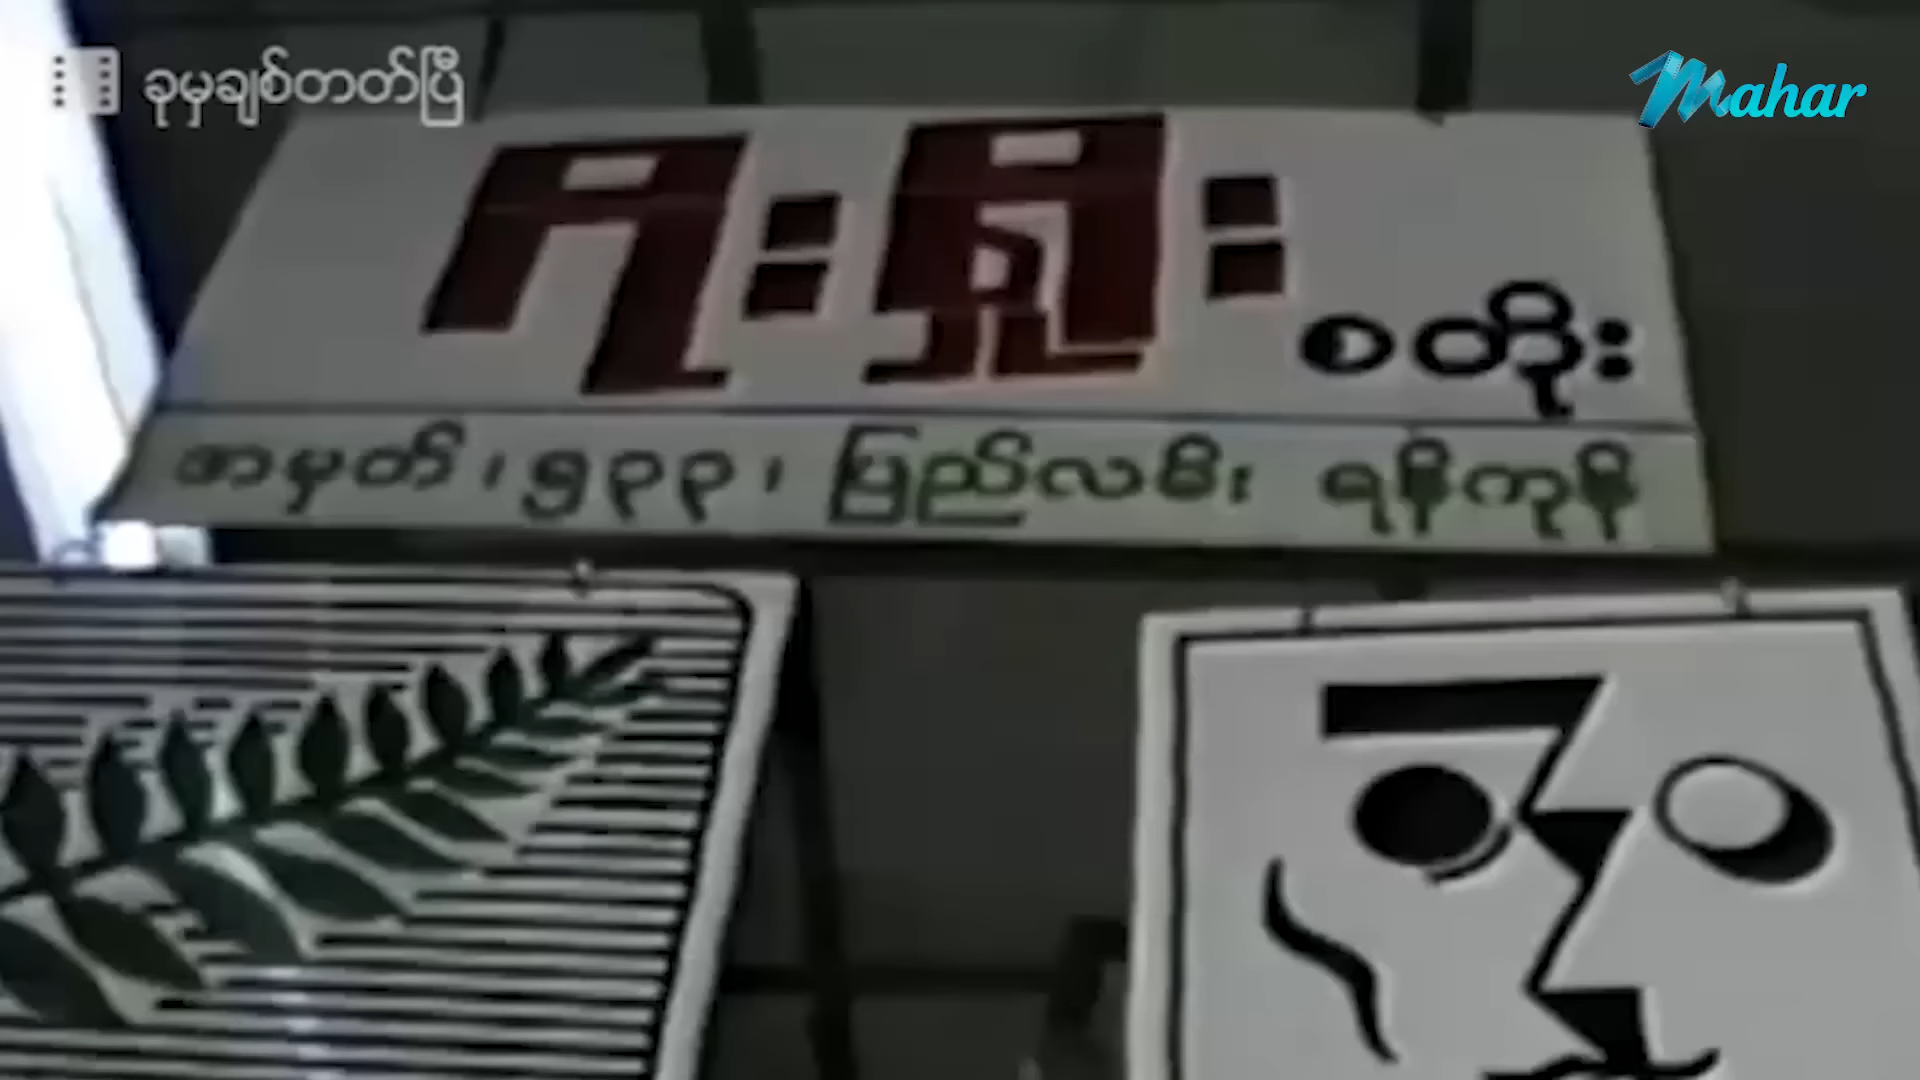 ခုမှချစ်တတ်ပြီ
Mahar
ဂိုးရှိုး စတိုး
အမှတ်၊ ၅၃၃၊ ပြည်လမ်း ရန်ကုန်